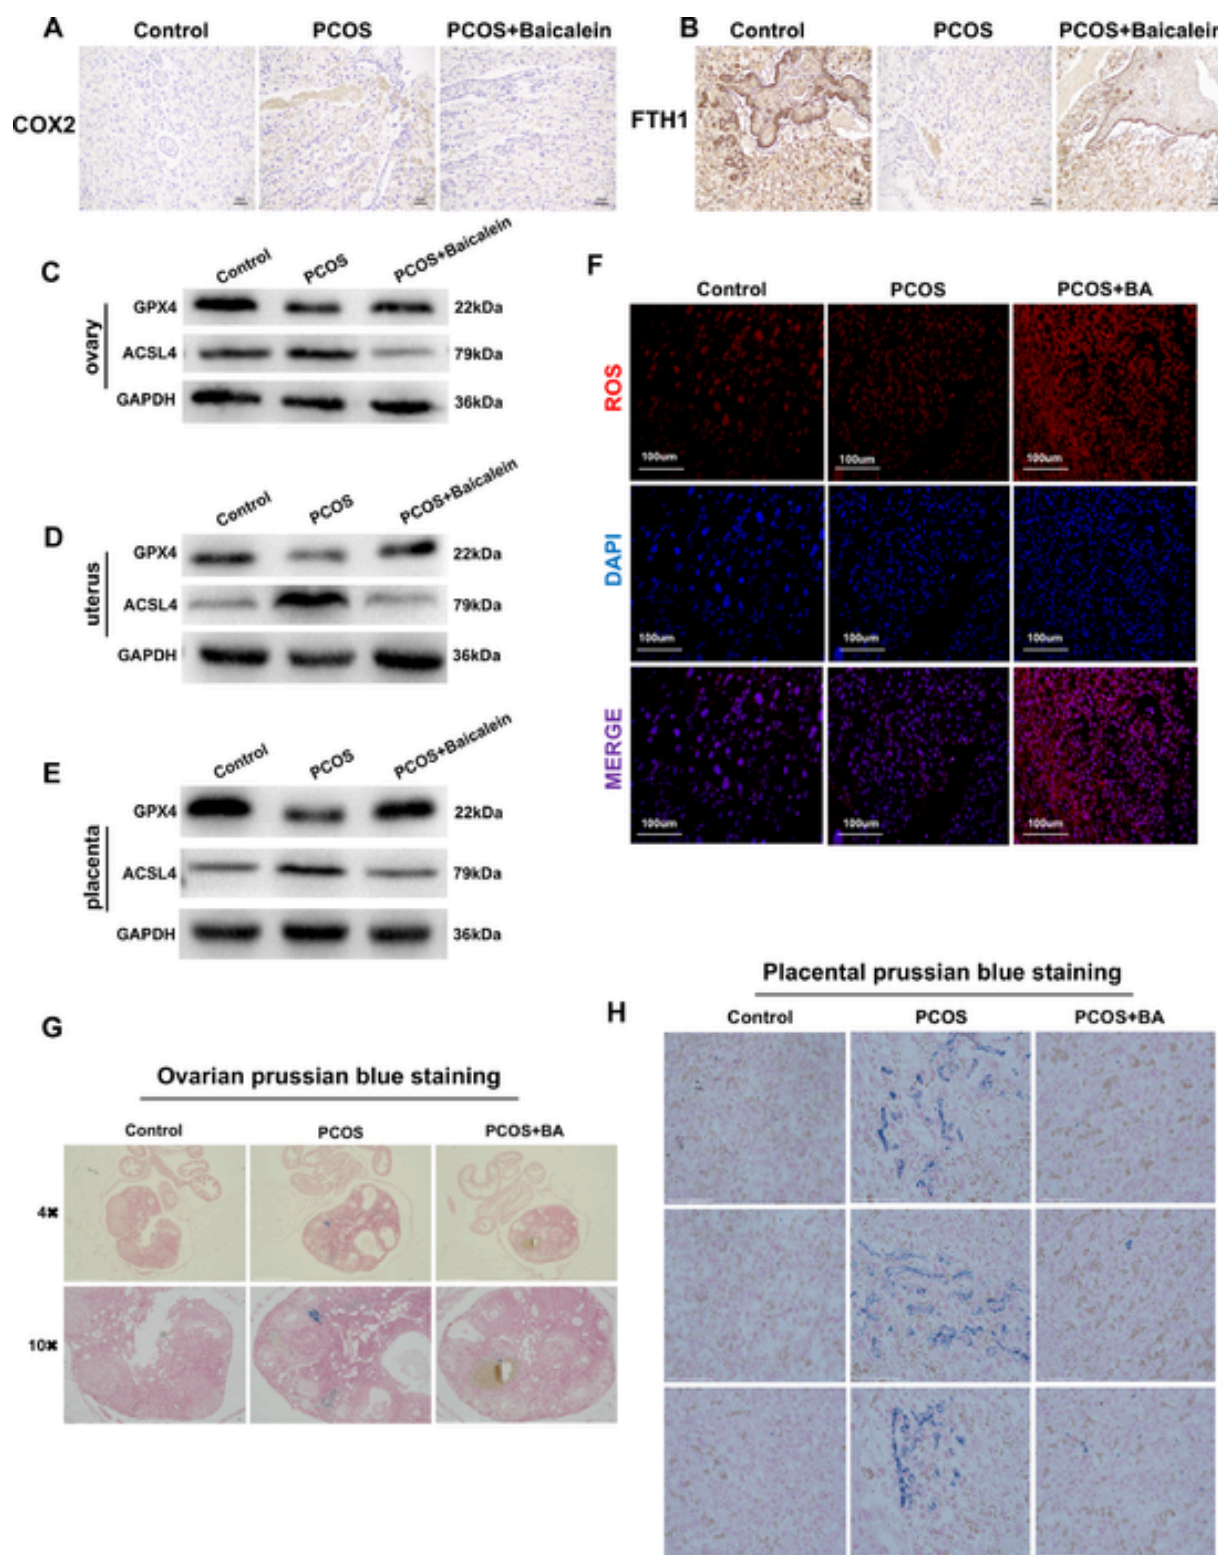 A
Control PCOS PCOS+Baicalein
COX2
B
Control PCOS PCOS+Baicalein
FTH1
C
Control PCOS PCOS+Baicalein
ovary
GPX4 22kDa
ACSL4 79kDa
GAPDH 36kDa
D
Control PCOS PCOS+Baicalein
uterus
GPX4 22kDa
ACSL4 79kDa
GAPDH 36kDa
E
Control PCOS PCOS+Baicalein
placenta
GPX4 22kDa
ACSL4 79kDa
GAPDH 36kDa
F
Control PCOS PCOS+BA
ROS
100um 100um 100um
DAPI
100um 100um 100um
MERGE
100um 100um 100um
G
Ovarian prussian blue staining
Control PCOS PCOS+BA
4✖
10✖
H
Placental prussian blue staining
Control PCOS PCOS+BA